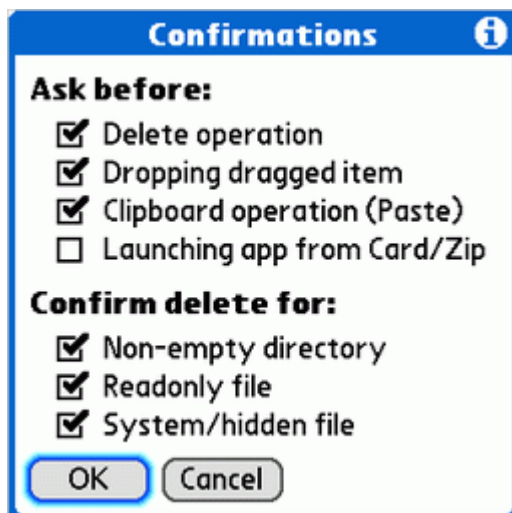 Confirmations
Ask before:
Delete operation
Dropping dragged item
Clipboard operation (Paste)
Launching app from Card/Zip
Confirm delete for:
Non-empty directory
Readonly file
System/hidden file
OK Cancel